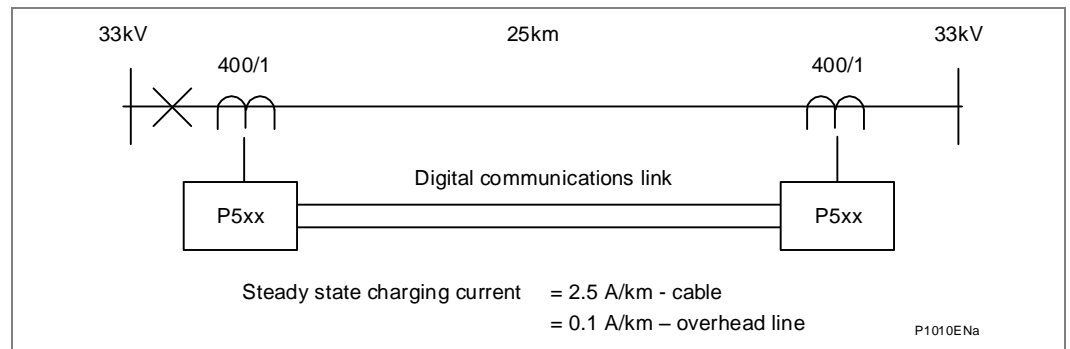 33kV 25km 33kV
400/1 400/1
Digital communications link
P5xx P5xx
Steady state charging current = 2.5 A/km - cable
= 0.1 A/km – overhead line
P1010ENa